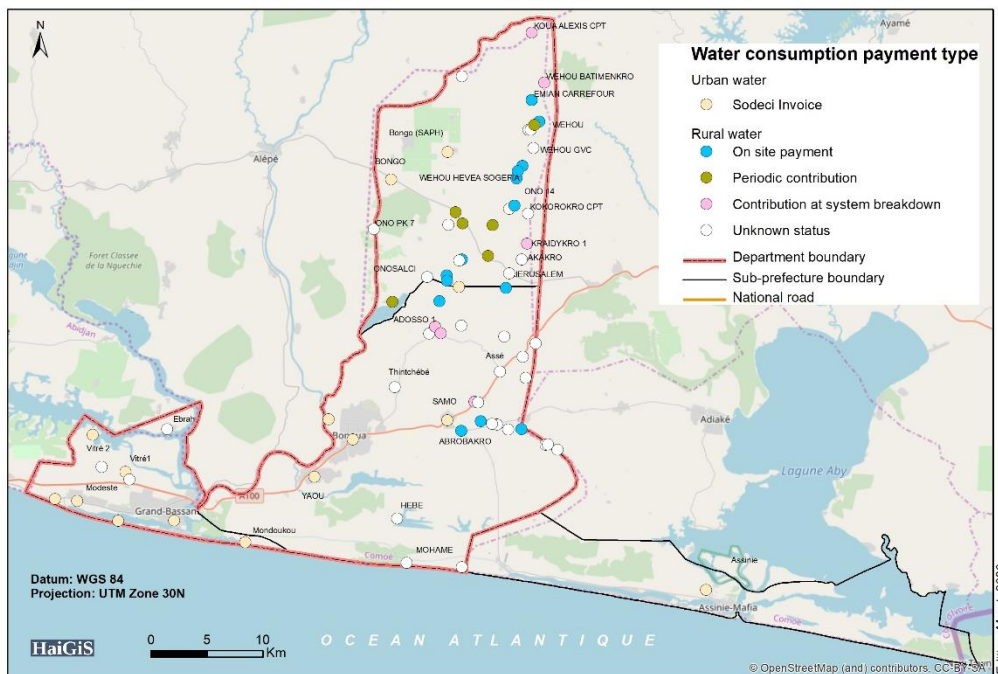 N
KOUA ALEXIS CPT
Ayamé
Water consumption payment type
Urban water
Sodeci Invoice
Rural water
On site payment
Periodic contribution
Contribution at system breakdown
Unknown status
Department boundary
Sub-prefecture boundary
National road
WEHOU BATIMENKRO
EMIAN CARREFOUR
WEHOU
Bongo (SAPH)
WEHOU GVC
Alépé
BONGO
WEHOU HEVEA SOGERIA
ONO 14
KOKOROKRO CPT
ONO PK 7
Foret Classee
de la Nguechie
KRAIDYKRO 1
AKAKRO
ONOSALCI
JERUSALEM
ADOSSO 1
Abidjan
Assé
Thintchébé
SAMO
Adiaké
Ebrah
Bonoua
ABROBAKRO
Vitré 2
Vitré1
Lagune Aby
Modeste
YAOU
A100
Grand-Bassam
HEBE
Mondoukou
Comoé
MOHAME
Assinie
Datum: WGS 84
Projection: UTM Zone 30N
Assinie-Mafia
Comoé
HaiGiS
0 5 10
Km
OCEAN ATLANTIQUE
© OpenStreetMap (and) contributors, CC-BY-SA